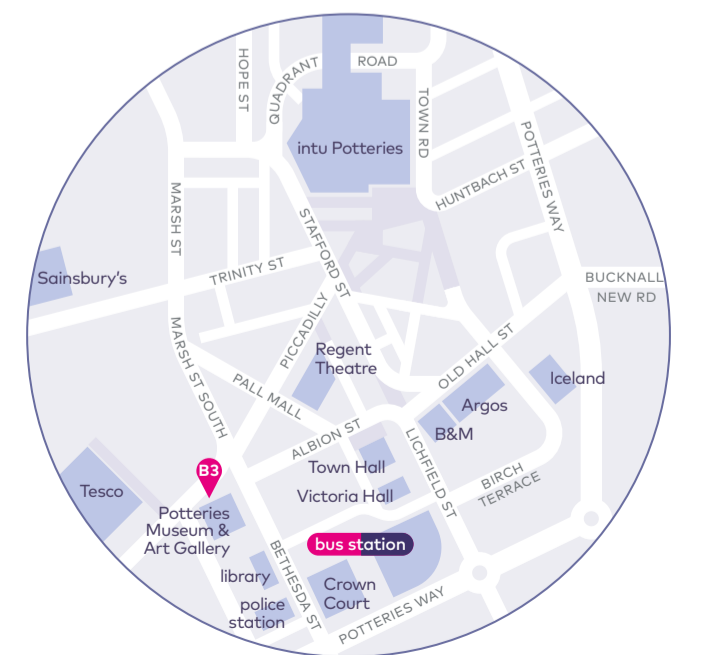 HOPE ST
QUADRANT
ROAD
TOWN RD
intu Potteries
POTTERIES WAY
HUNTBACH ST
MARSH ST
STAFFORD ST
TRINITY ST
Sainsbury's
BUCKNALL
NEW RD
PICCADILLY
MARSH ST SOUTH
Regent
Theatre
OLD HALL ST
PALL MALL
Iceland
Argos
B&M
ALBION ST
LICHFIELD ST
Town Hall
Victoria Hall
BIRCH
TERRACE
B3
Tesco
Potteries
Museum &
Art Gallery
bus station
BETHESDA ST
library
Crown
Court
police
station
POTTERIES WAY